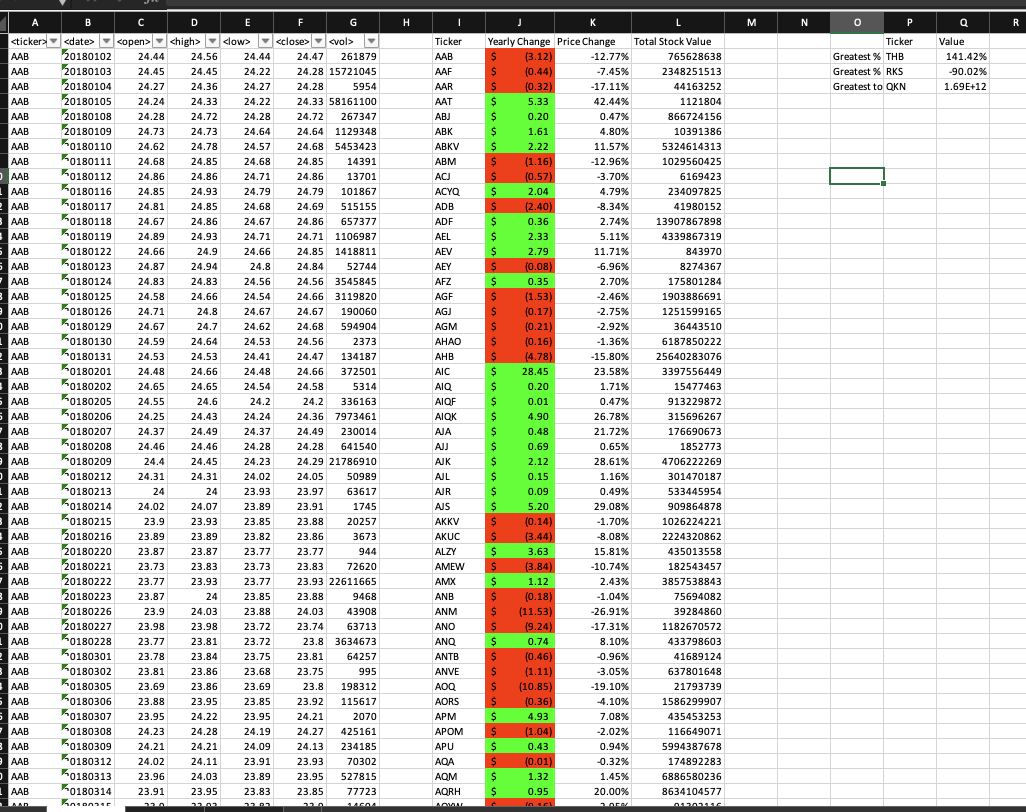 A B C D E F G H I J K L M N O P Q R
<ticker> <date> <open> <high> <low> <close> <vol> Ticker Yearly Change Price Change Total Stock Value Ticker Value
AAB 20180102 24.44 24.56 24.44 24.47 261879 AAB $ (3.12) -12.77% 765628638 Greatest % THB 141.42%
AAB 20180103 24.45 24.45 24.22 24.28 15721045 AAF $ (0.44) -7.45% 2348251513 Greatest % RKS -90.02%
AAB 20180104 24.27 24.36 24.27 24.36 5954 AAR $ (0.32) -17.11% 44163252 Greatest to QKN 1.69E+12
AAB 20180105 24.24 24.33 24.22 24.33 58161100 AAT $ 5.33 42.44% 1121804
AAB 20180108 24.28 24.72 24.28 24.72 267347 ABJ $ 0.20 0.47% 866724156
AAB 20180109 24.73 24.73 24.64 24.64 1129348 ABK $ 1.61 4.80% 10391386
AAB 20180110 24.62 24.78 24.57 24.68 5453423 ABKV $ 2.22 11.57% 5324614313
AAB 20180111 24.68 24.85 24.68 24.85 14391 ABM $ (1.16) -12.96% 1029560425
AAB 20180112 24.86 24.86 24.71 24.86 13701 ACJ $ (0.57) -3.70% 6169423
AAB 20180116 24.85 24.93 24.79 24.79 101867 ACYQ $ 2.04 4.79% 234097825
AAB 20180117 24.81 24.85 24.68 24.69 515155 ADB $ (2.40) -8.34% 41980152
AAB 20180118 24.67 24.86 24.67 24.86 657377 ADF $ 0.36 2.74% 13907867898
AAB 20180119 24.89 24.93 24.71 24.71 1106987 AEL $ 2.33 5.11% 4339867319
AAB 20180122 24.66 24.9 24.66 24.85 1418811 AEV $ 2.79 11.71% 843970
AAB 20180123 24.87 24.94 24.8 24.84 52744 AEY $ (0.08) -6.96% 8274367
AAB 20180124 24.83 24.83 24.56 24.56 3545845 AFZ $ 0.35 2.70% 175801284
AAB 20180125 24.58 24.66 24.54 24.66 3119820 AGF $ (1.53) -2.46% 1903886691
AAB 20180126 24.71 24.8 24.67 24.67 190060 AGJ $ (0.17) -2.75% 1251599165
AAB 20180129 24.67 24.7 24.62 24.68 594904 AGM $ (0.21) -2.92% 36443510
AAB 20180130 24.59 24.64 24.53 24.56 2373 AHAO $ (0.16) -1.36% 6187850222
AAB 20180131 24.53 24.53 24.41 24.47 134187 AHB $ (4.78) -15.80% 25640283076
AAB 20180201 24.48 24.66 24.48 24.66 372501 AIC $ 28.45 23.58% 3397556449
AAB 20180202 24.65 24.65 24.54 24.58 5314 AIQ $ 0.20 1.71% 15477463
AAB 20180205 24.55 24.6 24.2 24.2 336163 AIQF $ 0.01 0.47% 913229872
AAB 20180206 24.25 24.43 24.24 24.36 7973461 AIQK $ 4.90 26.78% 315696267
AAB 20180207 24.37 24.49 24.37 24.49 230014 AJA $ 0.48 21.72% 176690673
AAB 20180208 24.46 24.46 24.28 24.28 641540 AJJ $ 0.69 0.65% 1852773
AAB 20180209 24.4 24.45 24.23 24.29 21786910 AJK $ 2.12 28.61% 4706222269
AAB 20180212 24.31 24.31 24.02 24.05 50989 AJL $ 0.15 1.16% 301470187
AAB 20180213 24 24 23.93 23.97 63617 AJR $ 0.09 0.49% 533445954
AAB 20180214 24.02 24.07 23.89 23.91 1745 AJS $ 5.20 29.08% 909864878
AAB 20180215 23.9 23.93 23.85 23.88 20257 AKKV $ (0.14) -1.70% 1026224221
AAB 20180216 23.89 23.89 23.82 23.86 3673 AKUC $ (3.44) -8.08% 2224320862
AAB 20180220 23.87 23.87 23.77 23.77 944 ALZY $ 3.63 15.81% 435013558
AAB 20180221 23.73 23.83 23.73 23.83 72620 AMEW $ (3.84) -10.74% 182543457
AAB 20180222 23.77 23.93 23.77 23.93 22611665 AMX $ 1.12 2.43% 3857538843
AAB 20180223 23.87 24 23.85 23.88 9468 ANB $ (0.18) -1.04% 75694082
AAB 20180226 23.9 24.03 23.88 24.03 43908 ANM $ (11.53) -26.91% 39284860
AAB 20180227 23.98 23.98 23.72 23.74 63713 ANO $ (9.24) -17.31% 1182670572
AAB 20180228 23.77 23.81 23.72 23.8 3634673 ANQ $ 0.74 8.10% 433798603
AAB 20180301 23.78 23.84 23.75 23.81 64257 ANTB $ (0.46) -0.96% 41689124
AAB 20180302 23.81 23.86 23.68 23.75 995 ANVE $ (1.11) -3.05% 637801648
AAB 20180305 23.69 23.86 23.69 23.8 198312 AOQ $ (10.85) -19.10% 21793739
AAB 20180306 23.88 23.95 23.85 23.92 115617 AORS $ (0.36) -4.10% 1586299907
AAB 20180307 23.95 24.22 23.95 24.21 2070 APM $ 4.93 7.08% 435453253
AAB 20180308 24.23 24.28 24.19 24.27 425161 APOM $ (1.04) -2.02% 116649071
AAB 20180309 24.21 24.21 24.09 24.13 234185 APU $ 0.43 0.94% 5994387678
AAB 20180312 24.02 24.11 23.91 23.93 70302 AQA $ (0.01) -0.32% 174892283
AAB 20180313 23.96 24.03 23.89 23.95 527815 AQM $ 1.32 1.45% 6886580236
AAB 20180314 23.91 23.95 23.83 23.85 77723 AQRH $ 0.95 20.00% 8634104577